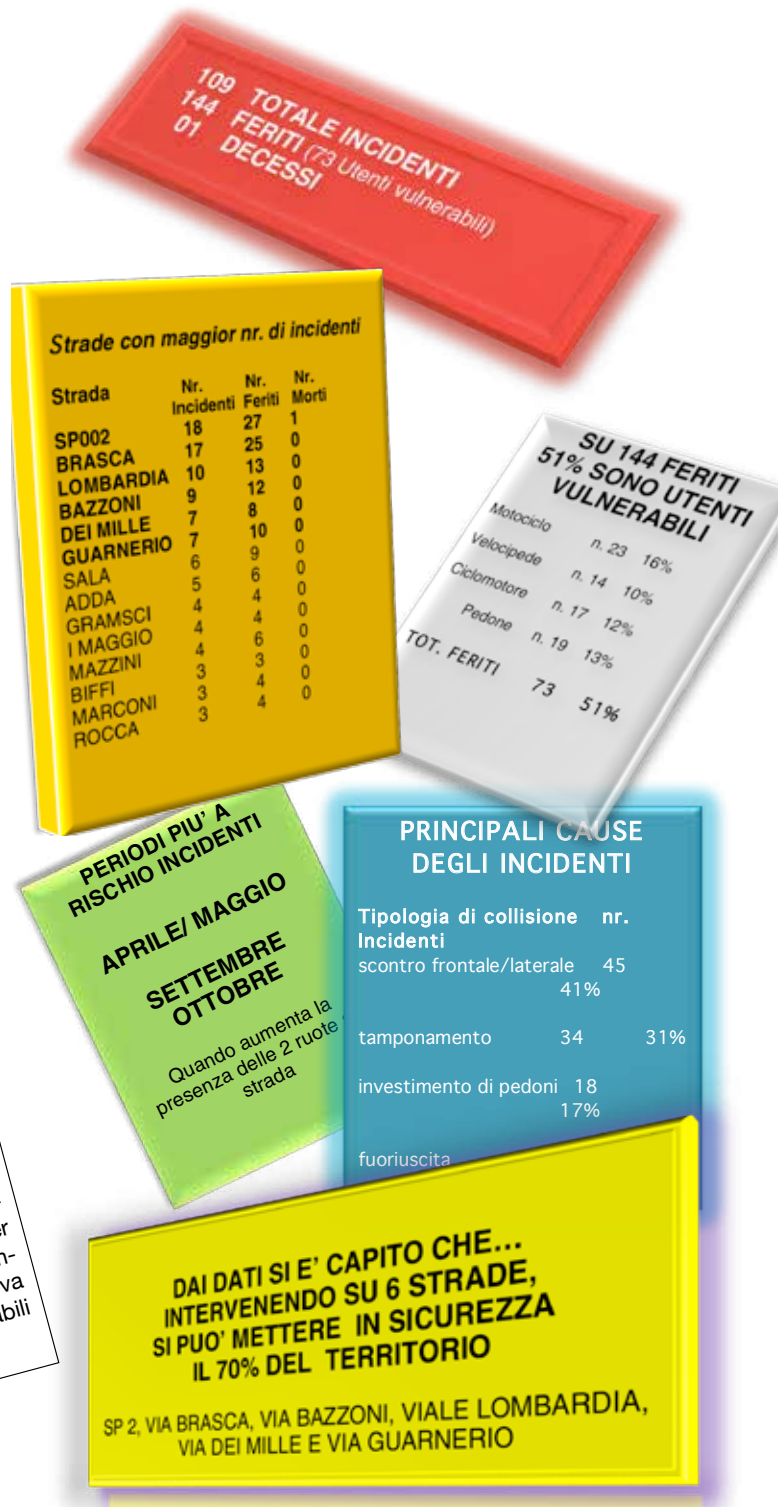 109 TOTALE INCIDENTI
144 FERITI (73 Utenti vulnerabili)
01 DECESSI
Strade con maggior nr. di incidenti
Strada Nr. Incidenti Nr. Feriti Nr. Morti
SP002 18 27 1
BRASCA 17 25 0
LOMBARDIA 10 13 0
BAZZONI 9 12 0
DEI MILLE 7 8 0
GUARNERIO 7 10 0
SALA 6 9 0
ADDA 5 6 0
GRAMSCI 4 4 0
I MAGGIO 4 4 0
MAZZINI 4 6 0
BIFFI 3 3 0
MARCONI 3 4 0
ROCCA 3 4 0
SU 144 FERITI
51% SONO UTENTI
VULNERABILI
Motociclo n. 23 16%
Velocipede n. 14 10%
Ciclomotore n. 17 12%
Pedone n. 19 13%
TOT. FERITI 73 51%
PERIODI PIU' A
RISCHIO INCIDENTI
APRILE/ MAGGIO
SETTEMBRE
OTTOBRE
Quando aumenta la
presenza delle 2 ruote
strada
PRINCIPALI CAUSE
DEGLI INCIDENTI
Tipologia di collisione nr.
Incidenti
scontro frontale/laterale 45
41%
tamponamento 34 31%
investimento di pedoni 18
17%
fuoriuscita
DAI DATI SI E' CAPITO CHE...
INTERVENENDO SU 6 STRADE,
SI PUO' METTERE IN SICUREZZA
IL 70% DEL TERRITORIO
SP 2, VIA BRASCA, VIA BAZZONI, VIALE LOMBARDIA,
VIA DEI MILLE E VIA GUARNERIO